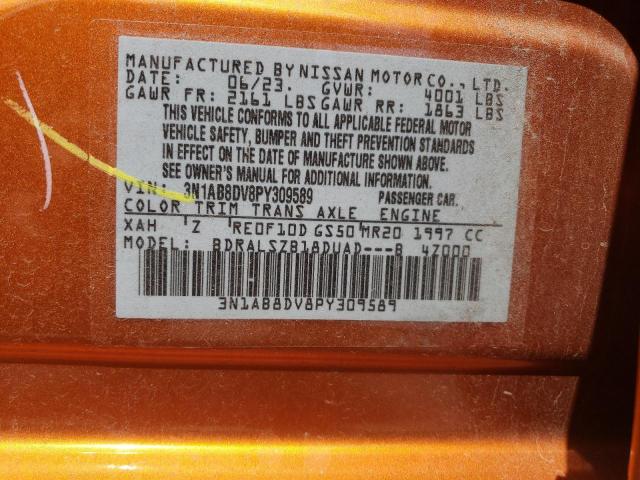 MANUFACTURED BY NISSAN MOTOR CO., LTD.
DATE: 06/23. GVWR: 4001 LBS
GAWR FR: 2161 LBS GAWR RR: 1863 LBS
THIS VEHICLE CONFORMS TO ALL APPLICABLE FEDERAL MOTOR
VEHICLE SAFETY, BUMPER AND THEFT PREVENTION STANDARDS
IN EFFECT ON THE DATE OF MANUFACTURE SHOWN ABOVE.
SEE OWNER'S MANUAL FOR ADDITIONAL INFORMATION.
VIN: 3N1AB8DV8PY309589 PASSENGER CAR.
COLOR TRIM TRANS AXLE ENGINE
XAH Z RE0F10D GS50 MR20 1997 CC
MODEL: BDRALSZB18DUAD---B 4Z000
3N1AB8DV8PY309589